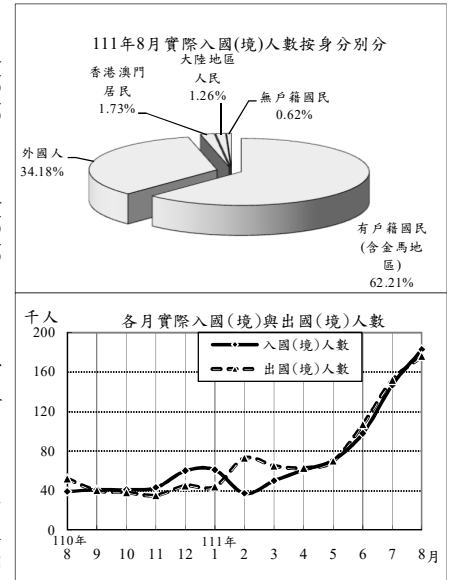 111年8月實際入國(境)人數按身分別分
大陸地區
人民
1.26%
香港澳門
居民
1.73%
無戶籍國民
0.62%
外國人
34.18%
有戶籍國民
(含金馬地
區)
62.21%
千人
各月實際入國(境)與出國(境)人數
入國(境)人數
出國(境)人數
200
160
120
80
40
0
110年 111年
8 9 10 11 12 1 2 3 4 5 6 7 8月